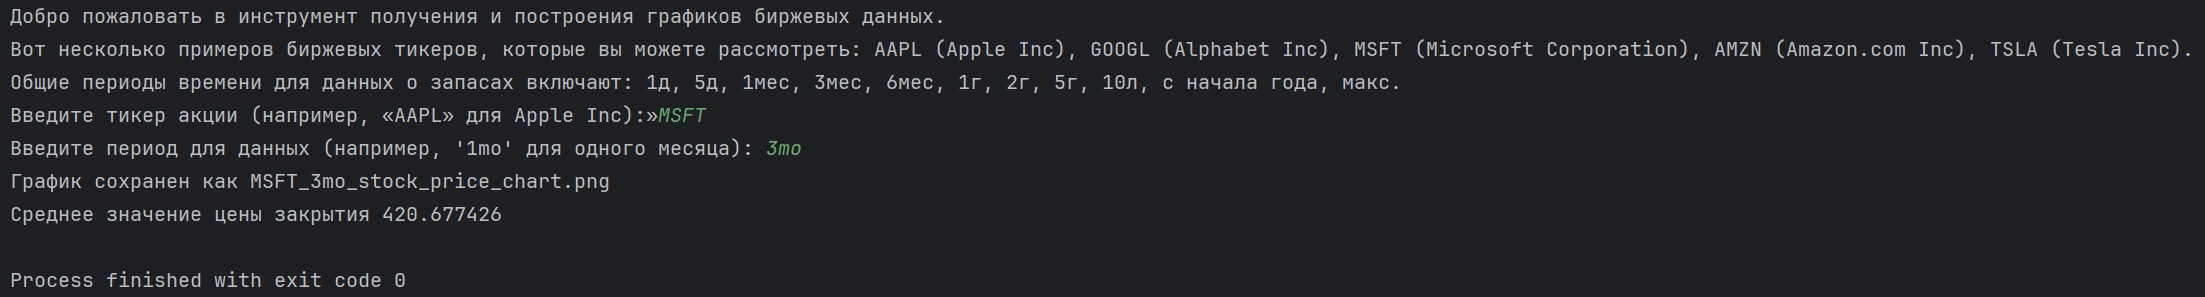 Добро пожаловать в инструмент получения и построения графиков биржевых данных.
Вот несколько примеров биржевых тикеров, которые вы можете рассмотреть: AAPL (Apple Inc), GOOGL (Alphabet Inc), MSFT (Microsoft Corporation), AMZN (Amazon.com Inc), TSLA (Tesla Inc).
Общие периоды времени для данных о запасах включают: 1д, 5д, 1мес, 3мес, 6мес, 1г, 2г, 5г, 10л, с начала года, макс.
Введите тикер акции (например, «AAPL» для Apple Inc):»MSFT
Введите период для данных (например, '1mo' для одного месяца): 3mo
График сохранен как MSFT_3mo_stock_price_chart.png
Среднее значение цены закрытия 420.677426
Process finished with exit code 0